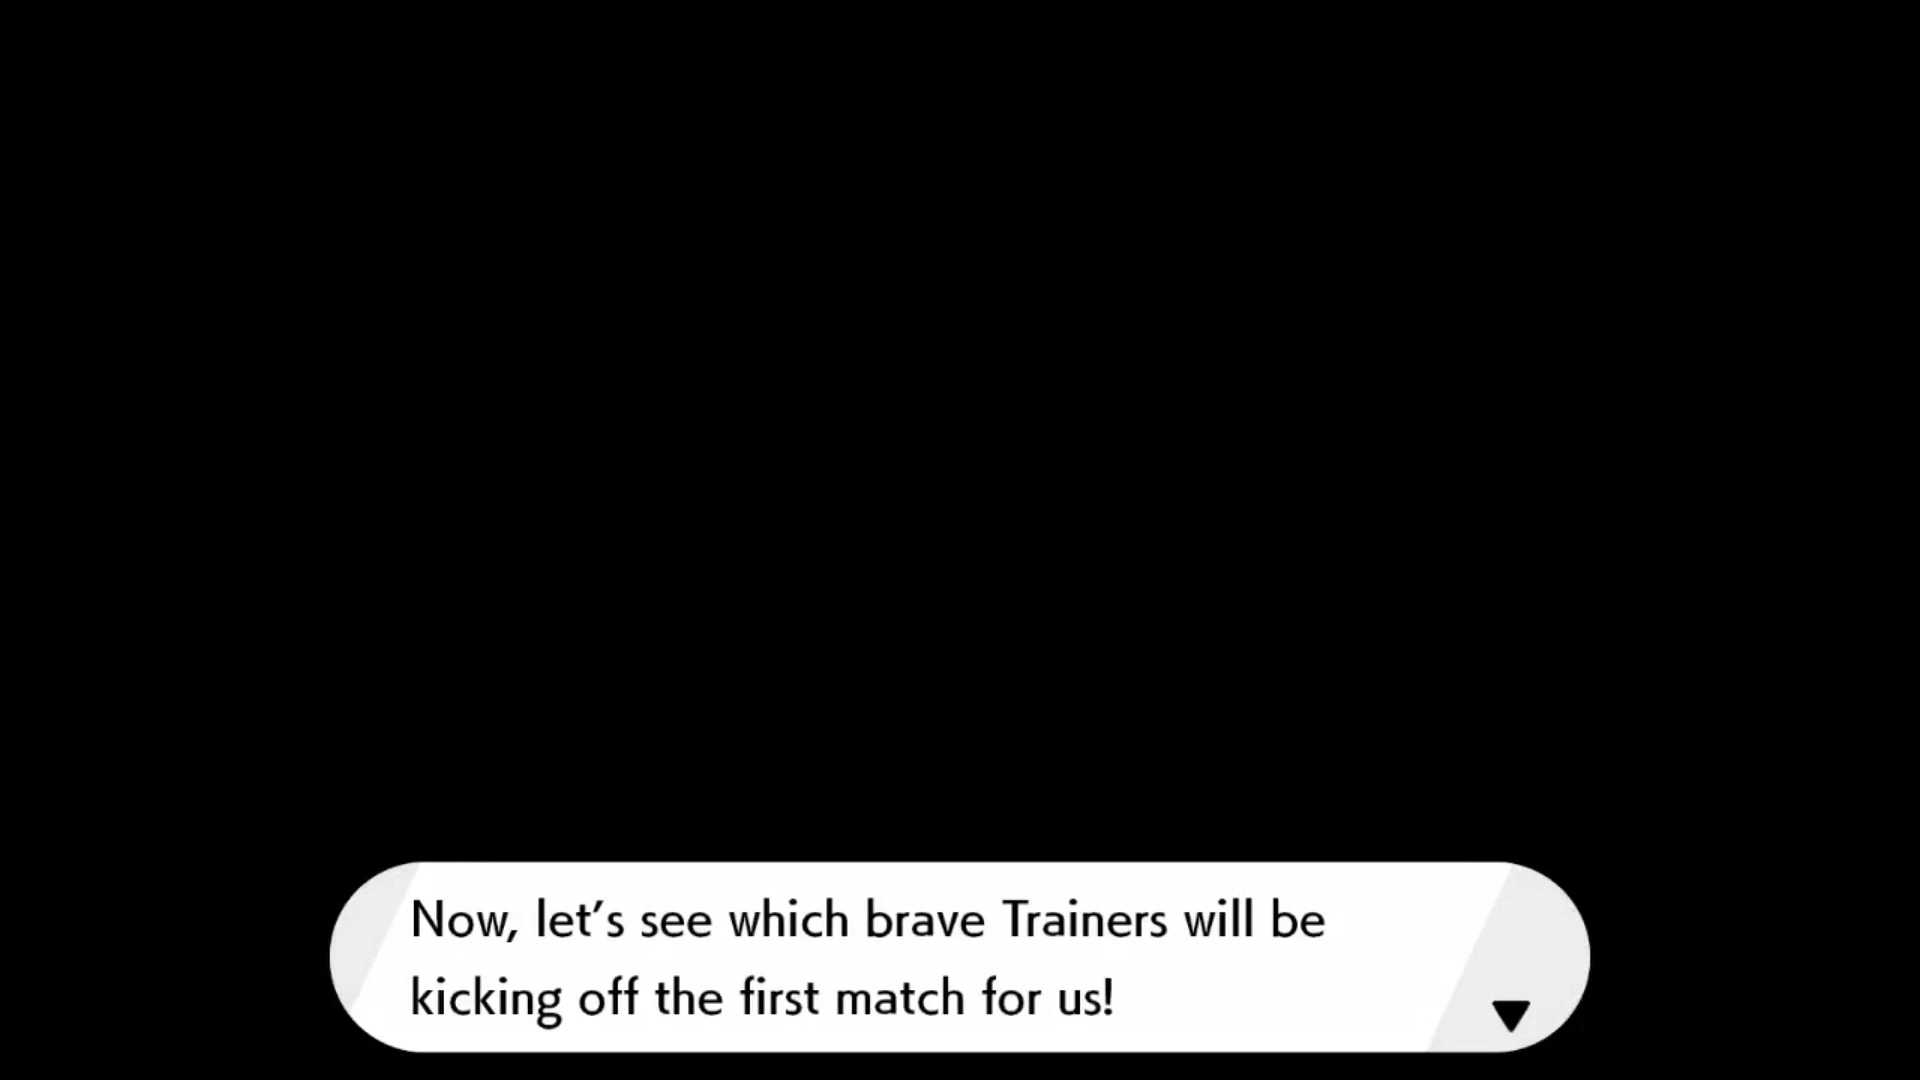 Now, let's see which brave Trainers will be
kicking off the first match for us!